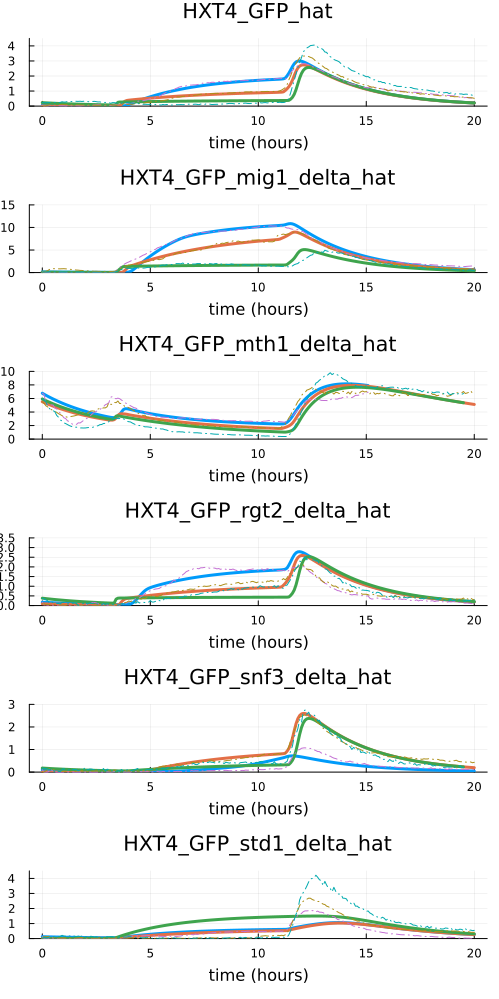 HXT4_GFP_hat
4
3
2
1
0
0 5 10 15 20
time (hours)
HXT4_GFP_mig1_delta_hat
15
10
5
0
0 5 10 15 20
time (hours)
HXT4_GFP_mth1_delta_hat
10
8
6
4
2
0
0 5 10 15 20
time (hours)
HXT4_GFP_rgt2_delta_hat
3.5
3.0
2.5
2.0
1.5
1.0
0.5
0.0
0 5 10 15 20
time (hours)
HXT4_GFP_snf3_delta_hat
3
2
1
0
0 5 10 15 20
time (hours)
HXT4_GFP_std1_delta_hat
4
3
2
1
0
0 5 10 15 20
time (hours)